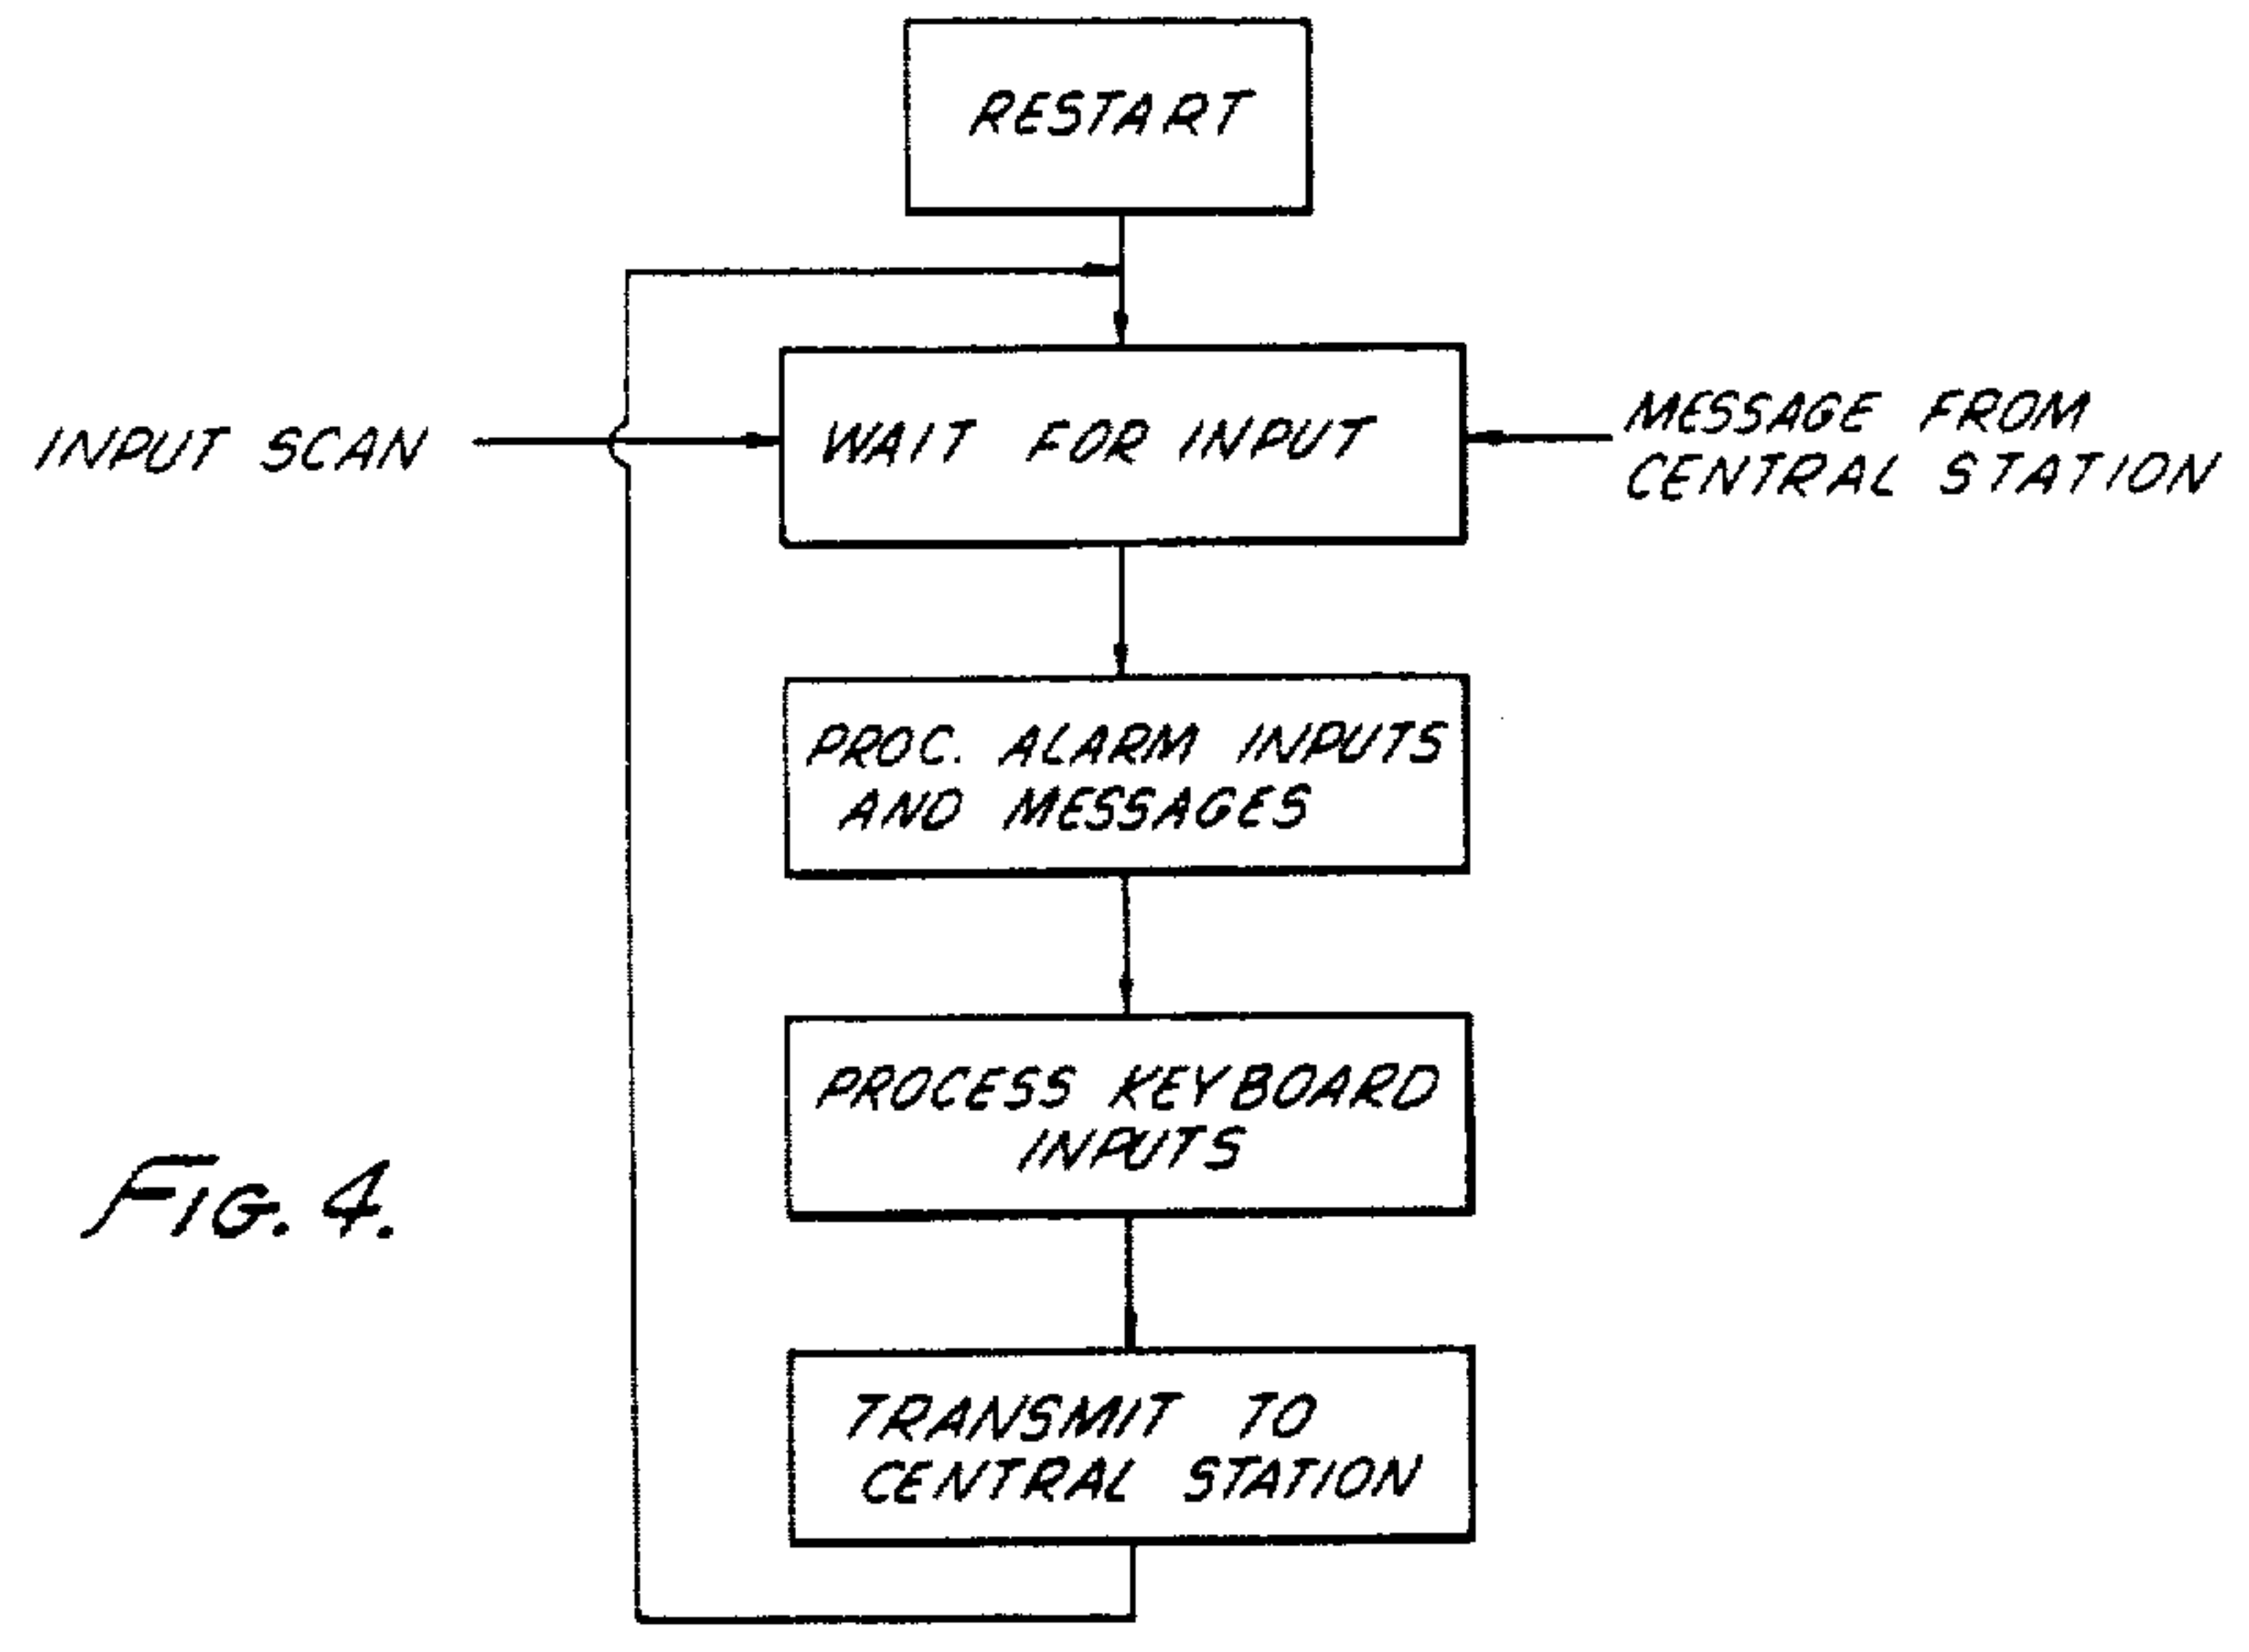 RESTART
INPUT SCAN
WAIT FOR INPUT
MESSAGE FROM
CENTRAL STATION
PROC. ALARM INPUTS
AND MESSAGES
PROCESS KEYBOARD
INPUTS
FIG. 4.
TRANSMIT TO
CENTRAL STATION